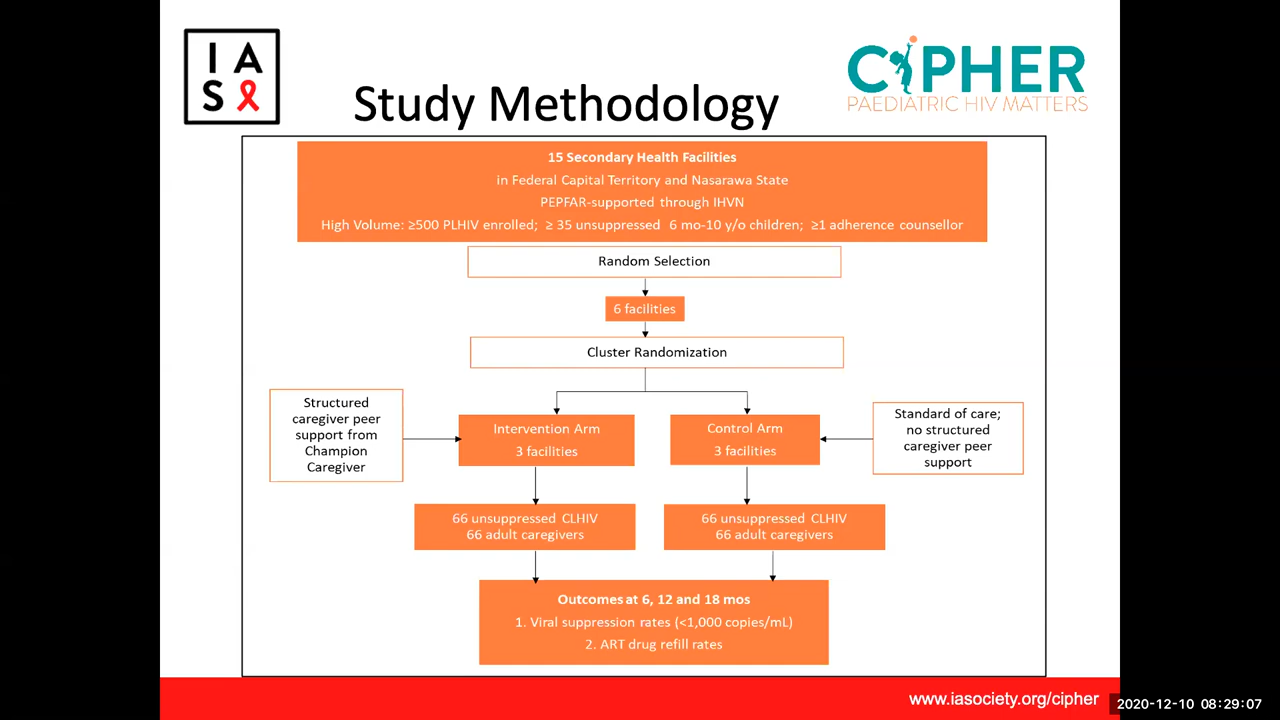 I A
S
CIPHER
PAEDIATRIC HIV MATTERS
Study Methodology
15 Secondary Health Facilities
in Federal Capital Territory and Nasarawa State
PEPFAR-supported through IHVN
High Volume: ≥500 PLHIV enrolled; ≥ 35 unsuppressed 6 mo-10 y/o children; ≥1 adherence counsellor
Random Selection
6 facilities
Cluster Randomization
Structured
caregiver peer
support from
Champion
Caregiver
Intervention Arm
3 facilities
Control Arm
3 facilities
Standard of care;
no structured
caregiver peer
support
66 unsuppressed CLHIV
66 adult caregivers
66 unsuppressed CLHIV
66 adult caregivers
Outcomes at 6, 12 and 18 mos
1. Viral suppression rates (<1,000 copies/mL)
2. ART drug refill rates
www.iasociety.org/cipher
2020-12-10 08:29:07